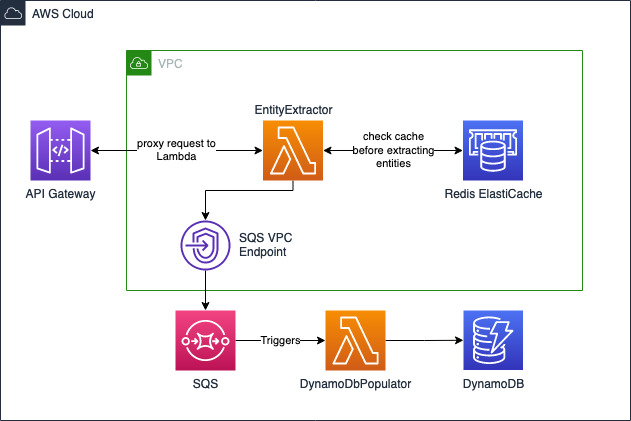 AWS Cloud
VPC
EntityExtractor
proxy request to
Lambda
check cache
before extracting
entities
API Gateway
Redis ElastiCache
SQS VPC
Endpoint
Triggers
SQS
DynamoDbPopulator
DynamoDB